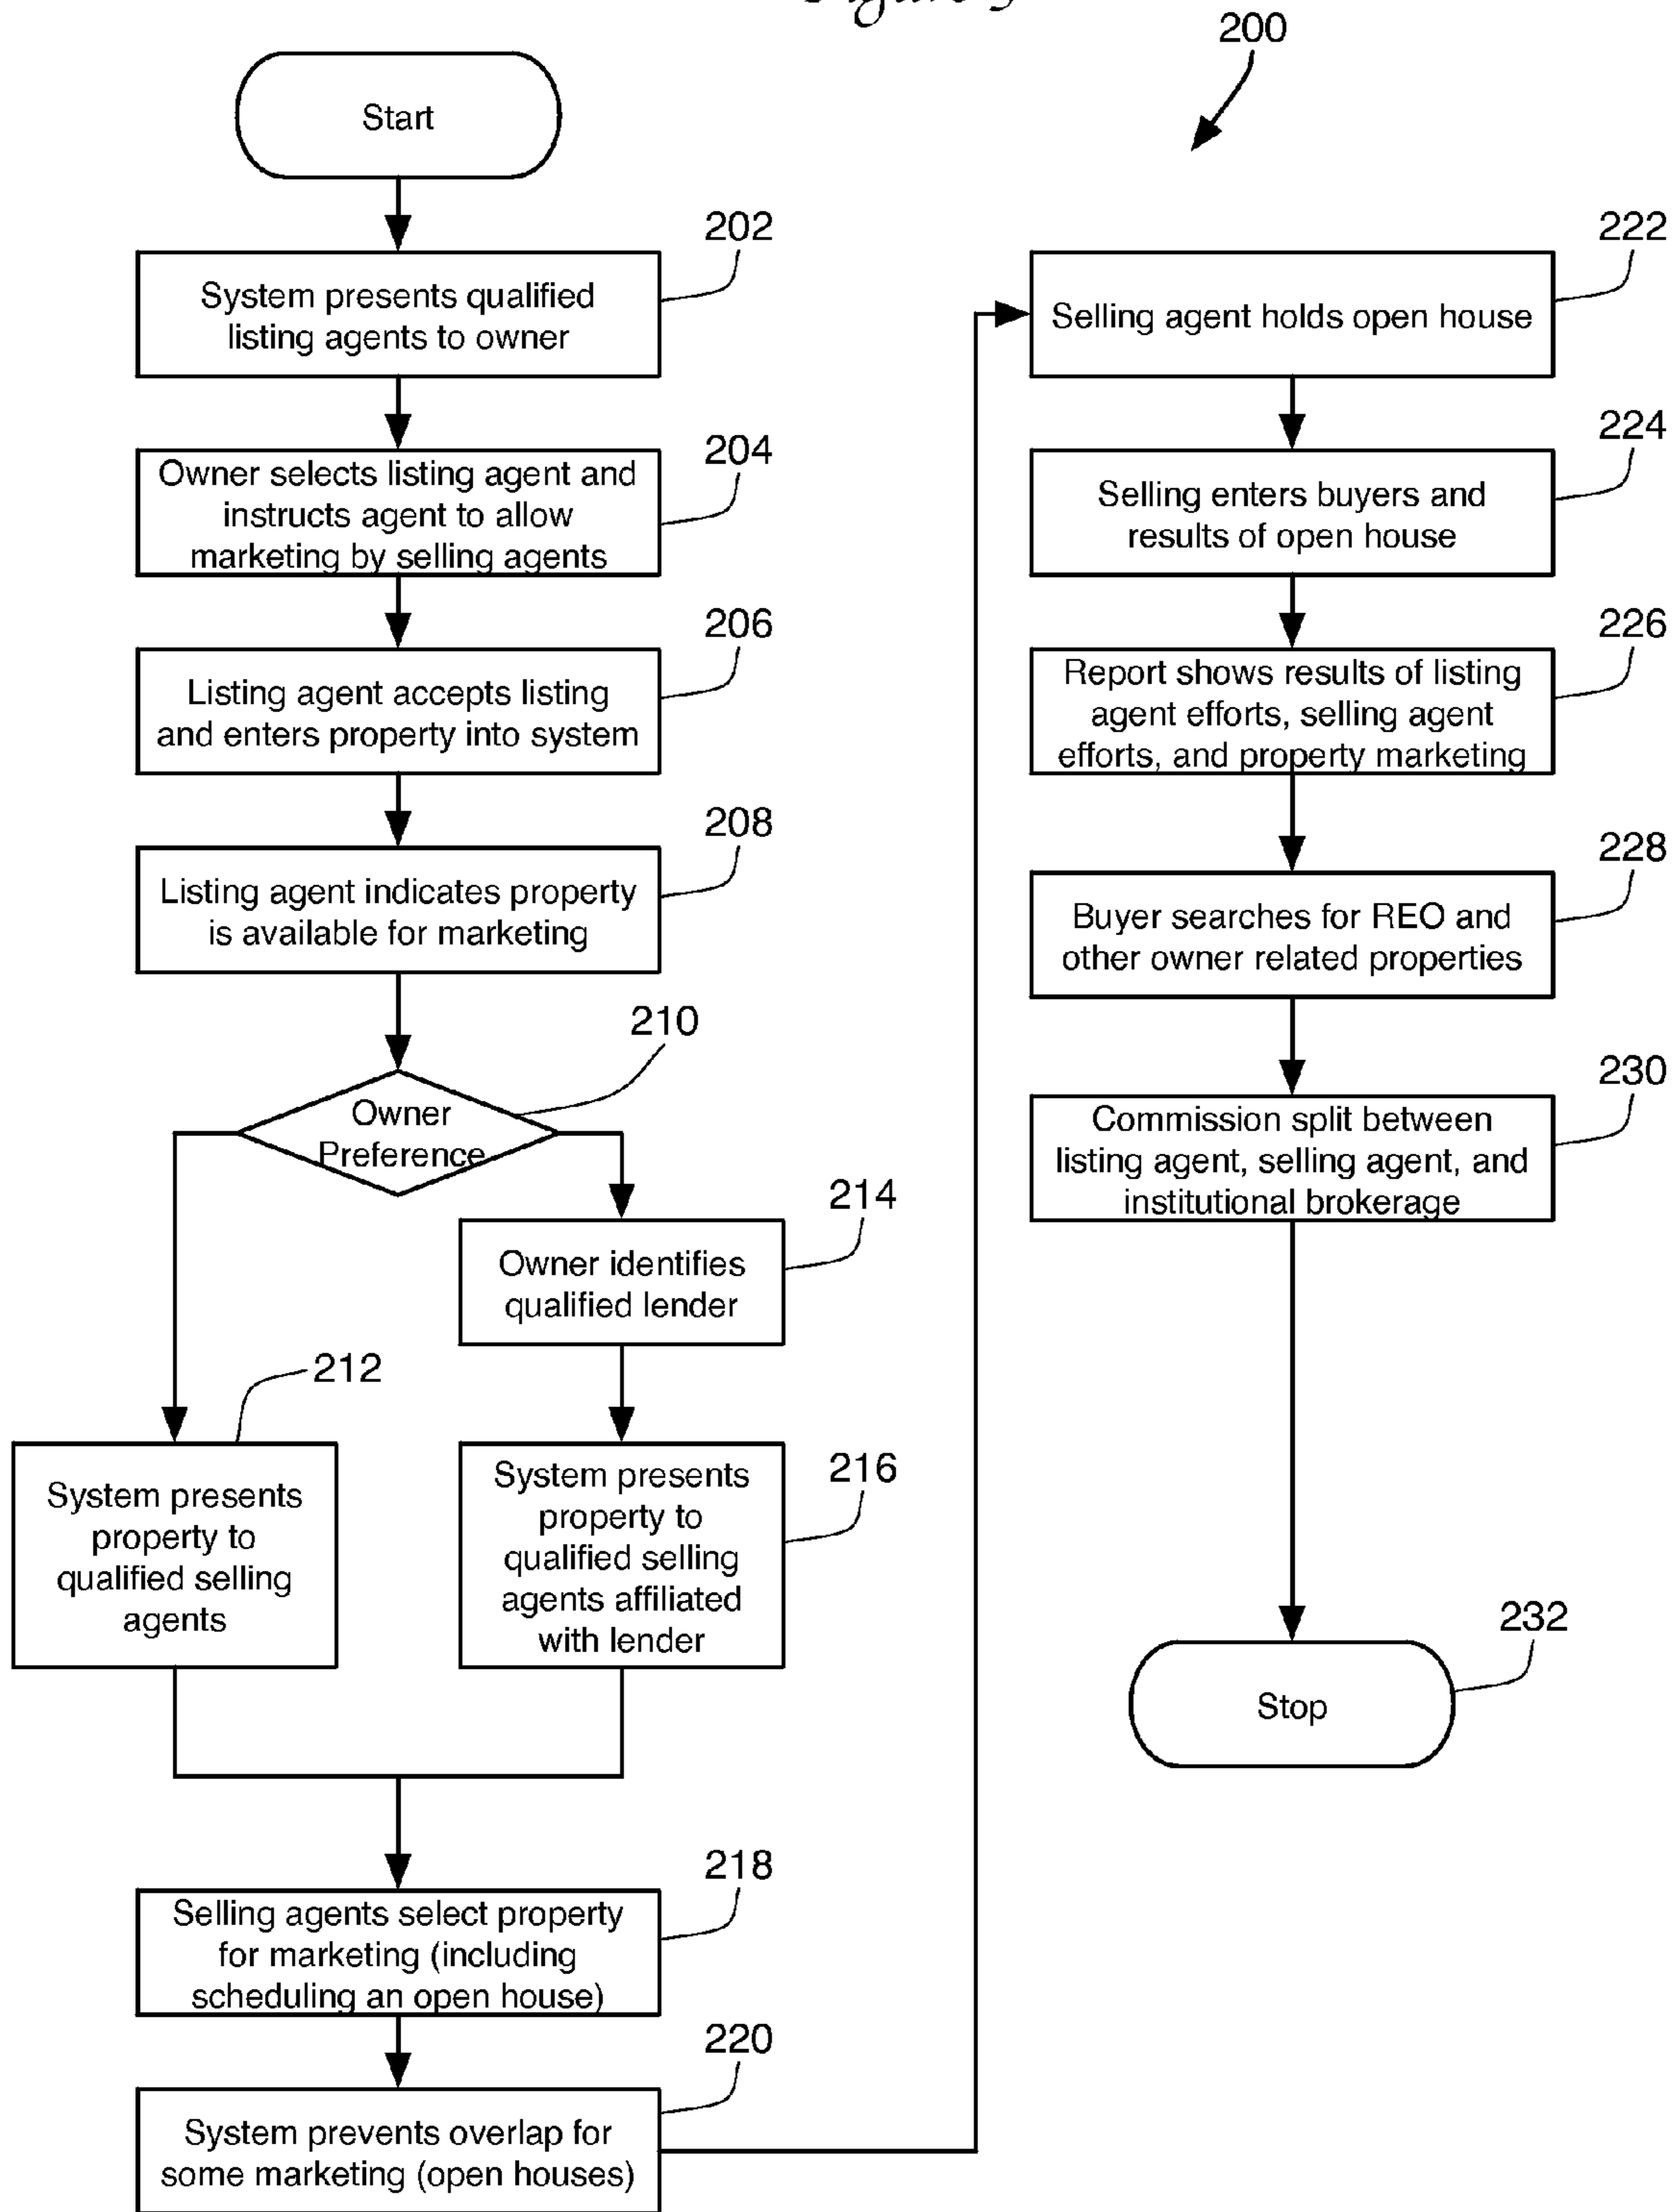 200
Start
202
System presents qualified
listing agents to owner
204
Owner selects listing agent and
instructs agent to allow
marketing by selling agents
206
Listing agent accepts listing
and enters property into system
208
Listing agent indicates property
is available for marketing
210
Owner
Preference
214
Owner identifies
qualified lender
212
System presents
property to
qualified selling
agents
216
System presents
property to
qualified selling
agents affiliated
with lender
218
Selling agents select property
for marketing (including
scheduling an open house)
220
System prevents overlap for
some marketing (open houses)
222
Selling agent holds open house
224
Selling enters buyers and
results of open house
226
Report shows results of listing
agent efforts, selling agent
efforts, and property marketing
228
Buyer searches for REO and
other owner related properties
230
Commission split between
listing agent, selling agent, and
institutional brokerage
232
Stop